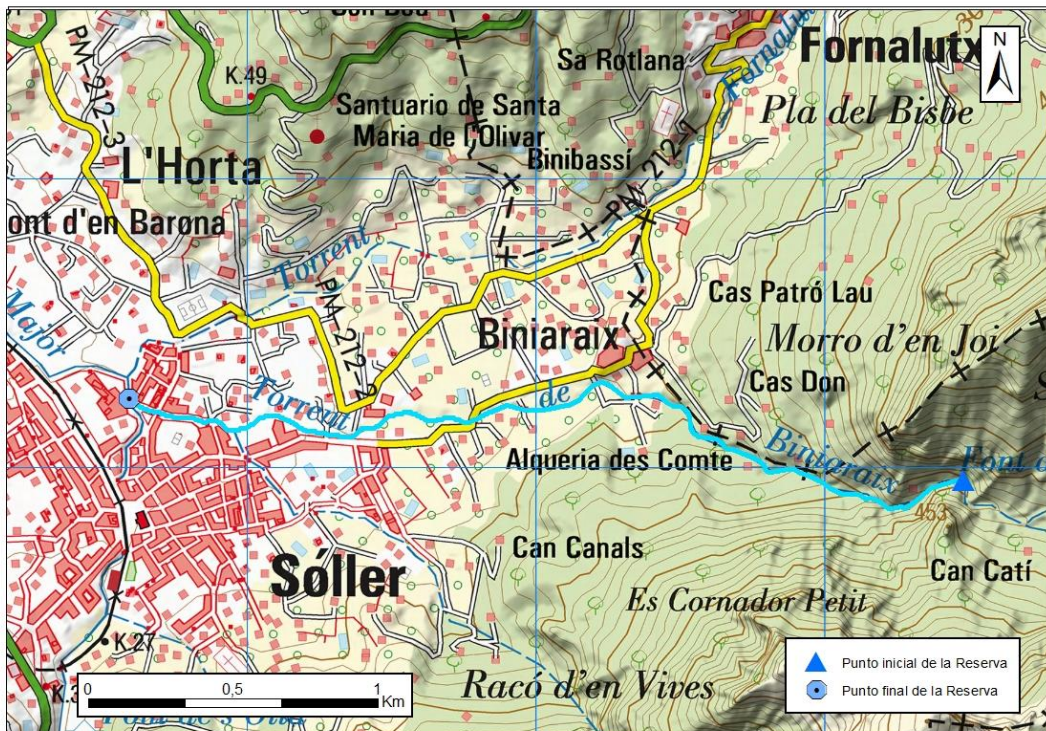 Fornalutx
N
PM-212-3
K.49
Sa Rotlana
Fornalutx
Santuario de Santa
Maria de l'Olivar
Pla del Bisbe
L'Horta
Binibassí
PM-212-1
ont d'en Barona
Torrent
Major
PM-212-2
Cas Patró Lau
Biniaraix
Morro d'en Joi
Cas Don
Torrent
de
Biniaraix
Font
Alqueria des Comte
453
Can Canals
Can Catí
Sóller
Es Cornador Petit
K.27
Racó d'en Vives
0 0,5 1
Km
Punto inicial de la Reserva
Punto final de la Reserva